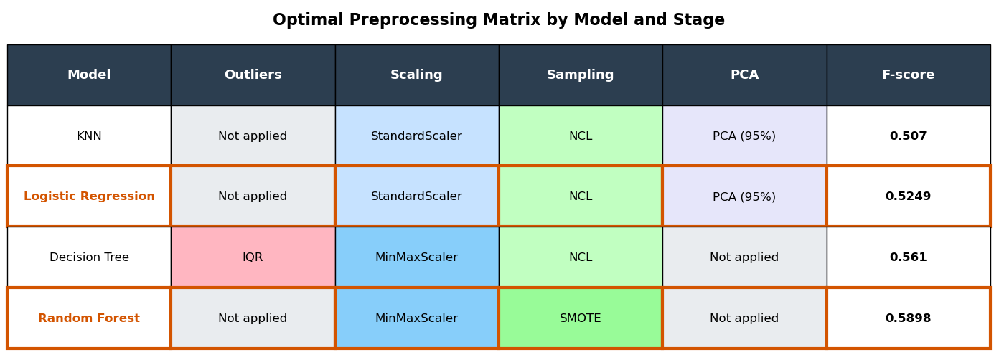 Optimal Preprocessing Matrix by Model and Stage
Model Outliers Scaling Sampling PCA F-score
KNN Not applied StandardScaler NCL PCA (95%) 0.507
Logistic Regression Not applied StandardScaler NCL PCA (95%) 0.5249
Decision Tree IQR MinMaxScaler NCL Not applied 0.561
Random Forest Not applied MinMaxScaler SMOTE Not applied 0.5898